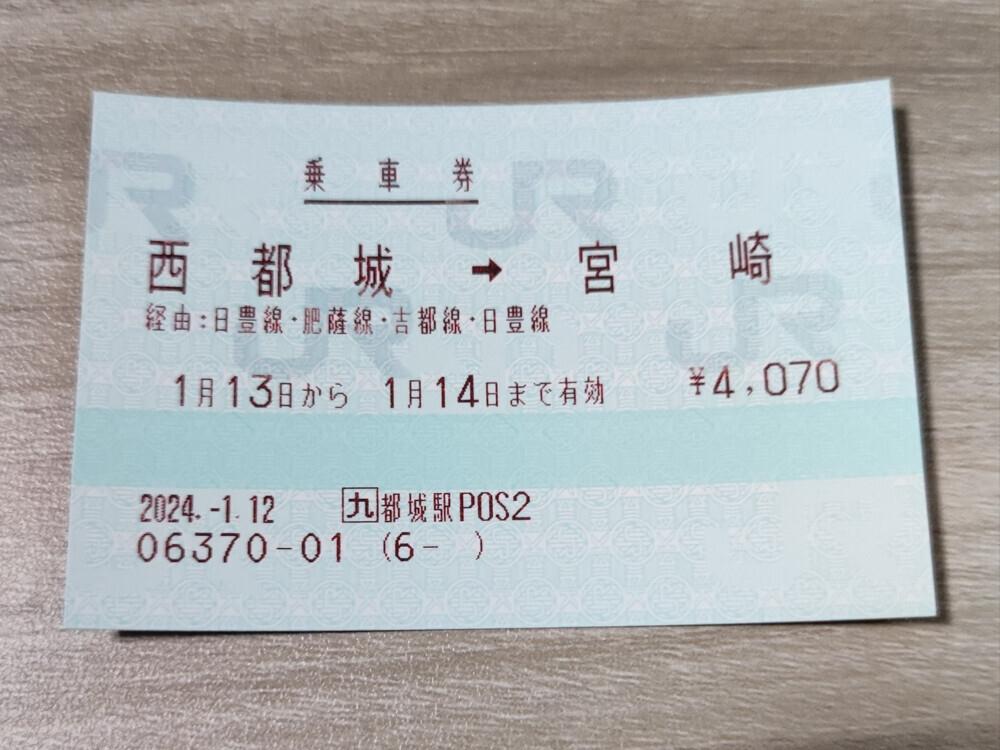 乗車券
西都城→宮崎
経由:日豊線・肥薩線・吉都線・日豊線
1月13日から 1月14日まで有効 ¥4,070
2024.-1.12 九都城駅POS2
06370-01 (6- )